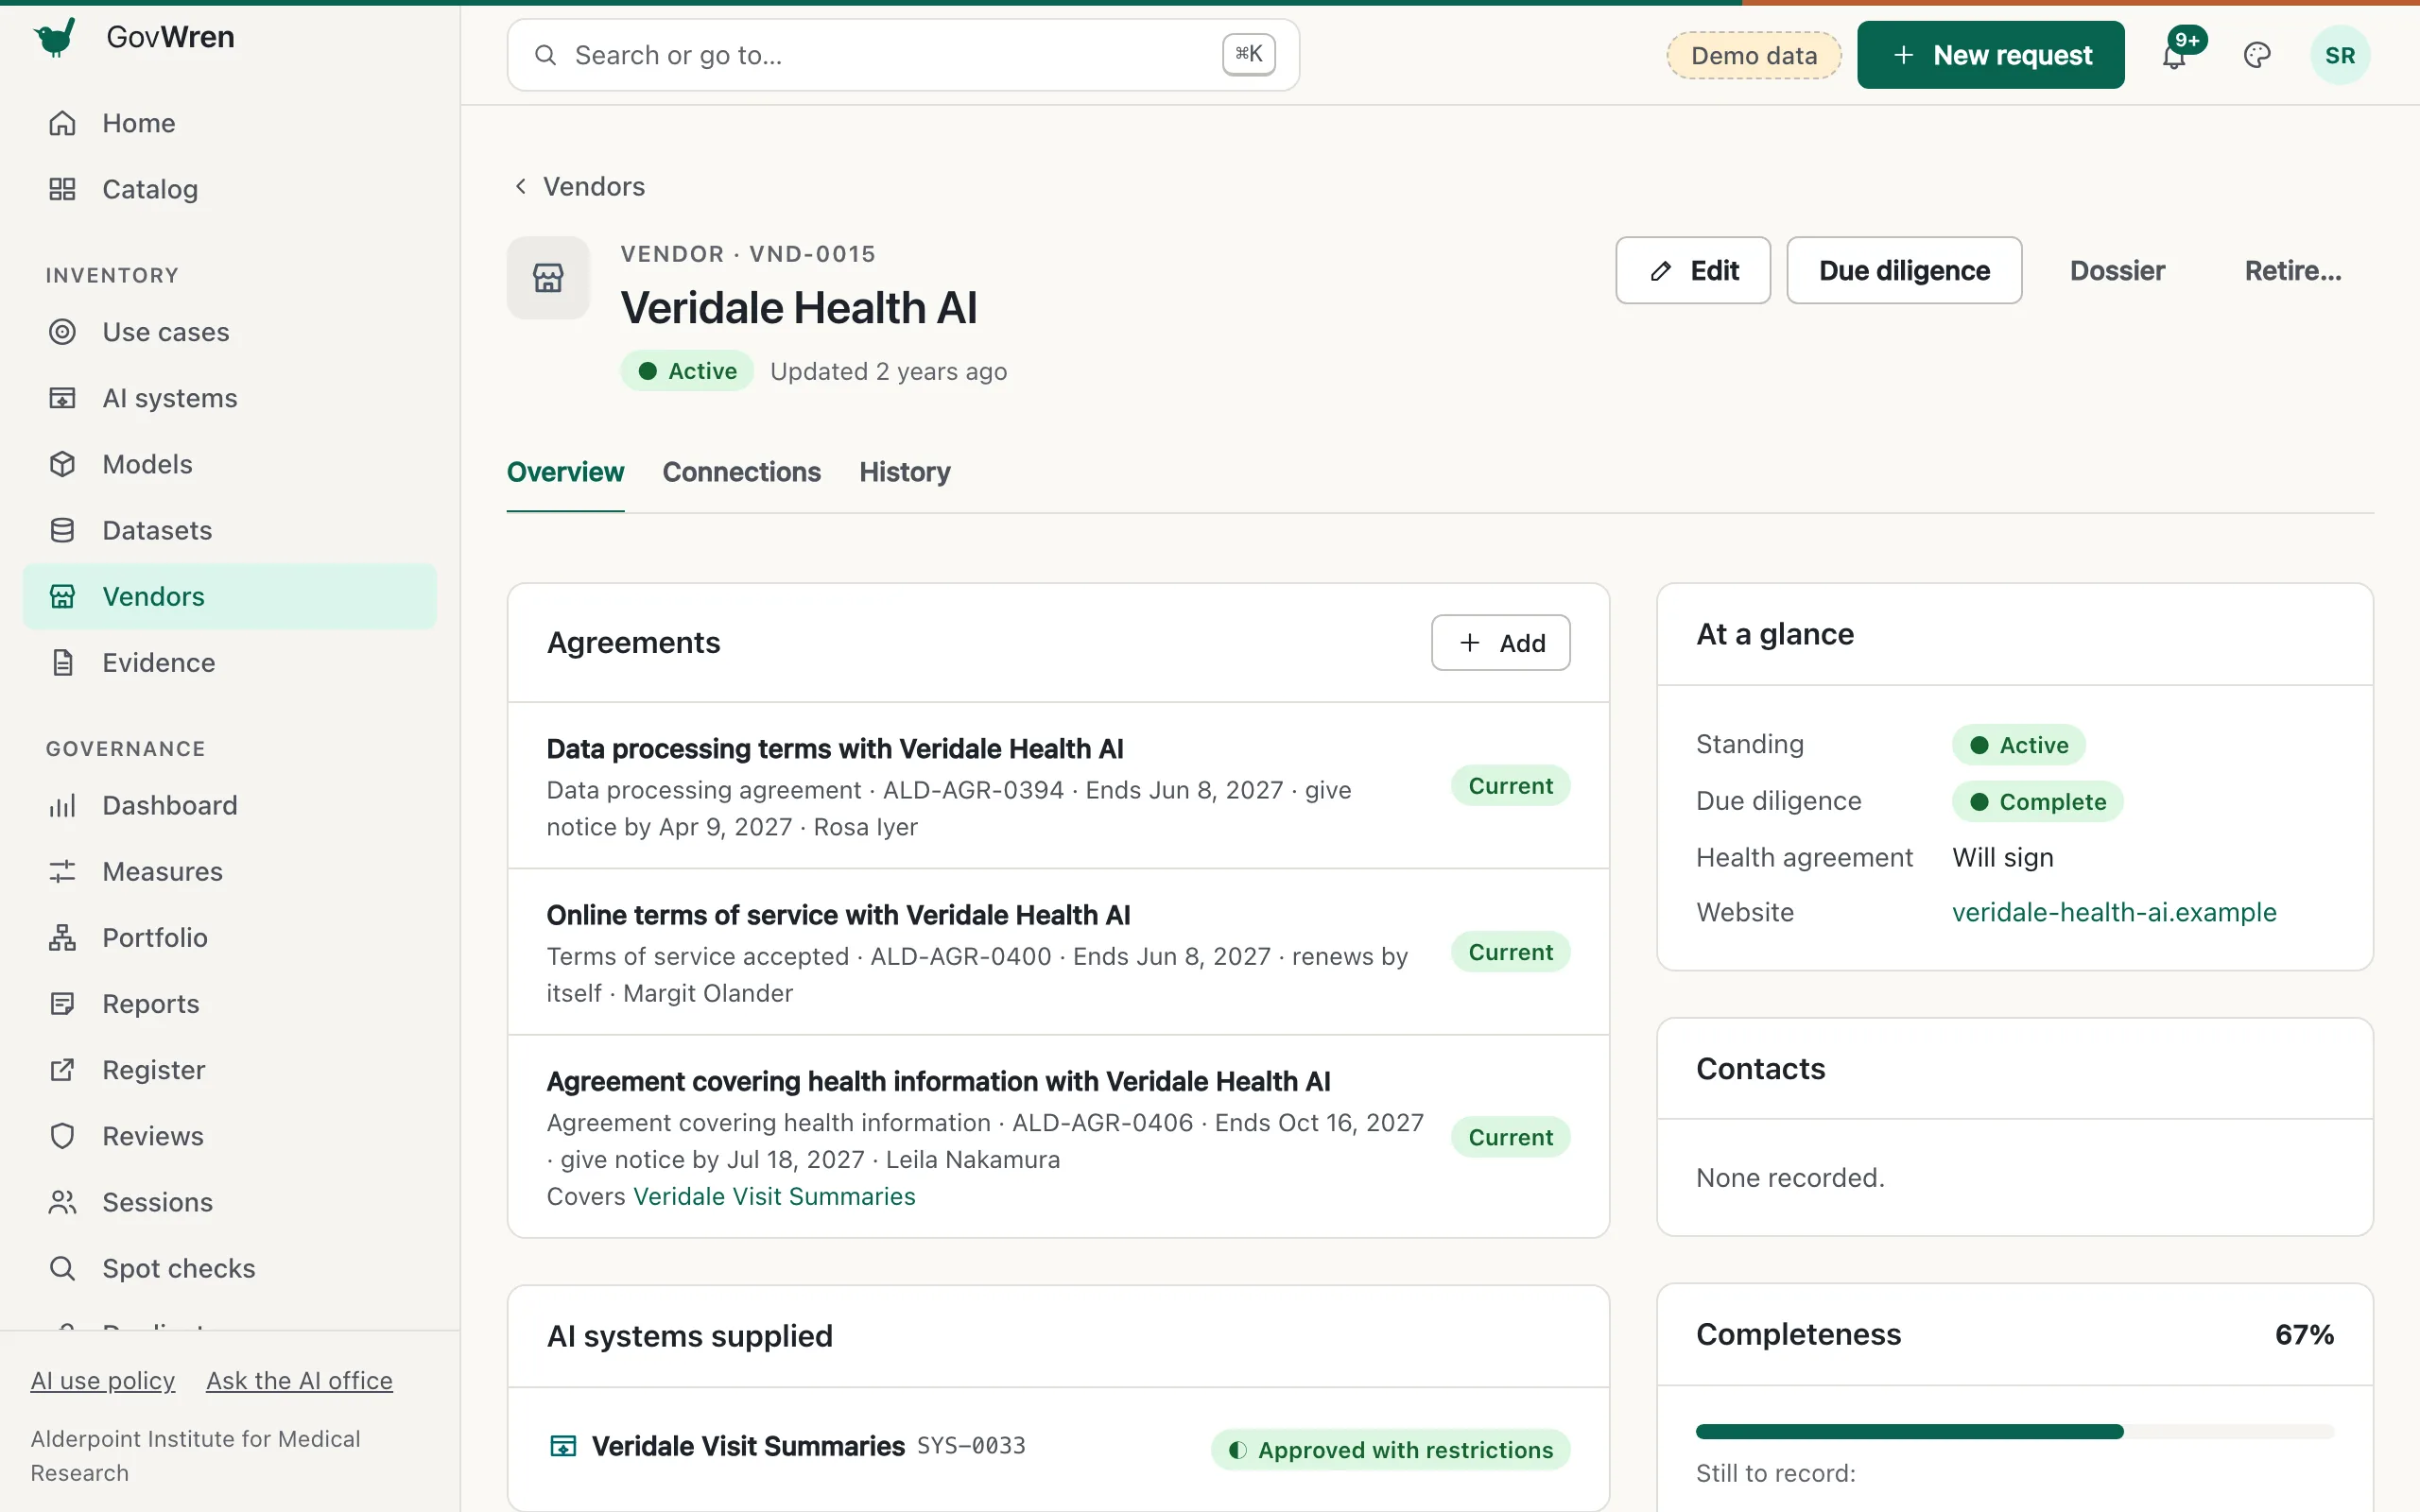 GovWren
Search or go to...
⌘K
Demo data
New request
9+
SR
Home
Catalog
INVENTORY
Use cases
AI systems
Models
Datasets
Vendors
Evidence
GOVERNANCE
Dashboard
Measures
Portfolio
Reports
Register
Reviews
Sessions
Spot checks
AI use policy
Ask the AI office
Alderpoint Institute for Medical
Research
Vendors
VENDOR · VND-0015
Veridale Health AI
Active
Updated 2 years ago
Edit
Due diligence
Dossier
Retire...
Overview
Connections
History
Agreements
Add
Data processing terms with Veridale Health AI
Data processing agreement · ALD-AGR-0394 · Ends Jun 8, 2027 · give
notice by Apr 9, 2027 · Rosa Iyer
Current
Online terms of service with Veridale Health AI
Terms of service accepted · ALD-AGR-0400 · Ends Jun 8, 2027 · renews by
itself · Margit Olander
Current
Agreement covering health information with Veridale Health AI
Agreement covering health information · ALD-AGR-0406 · Ends Oct 16, 2027
· give notice by Jul 18, 2027 · Leila Nakamura
Covers Veridale Visit Summaries
Current
AI systems supplied
Veridale Visit Summaries SYS-0033
Approved with restrictions
At a glance
Standing
Active
Due diligence
Complete
Health agreement
Will sign
Website
veridale-health-ai.example
Contacts
None recorded.
Completeness
67%
Still to record: